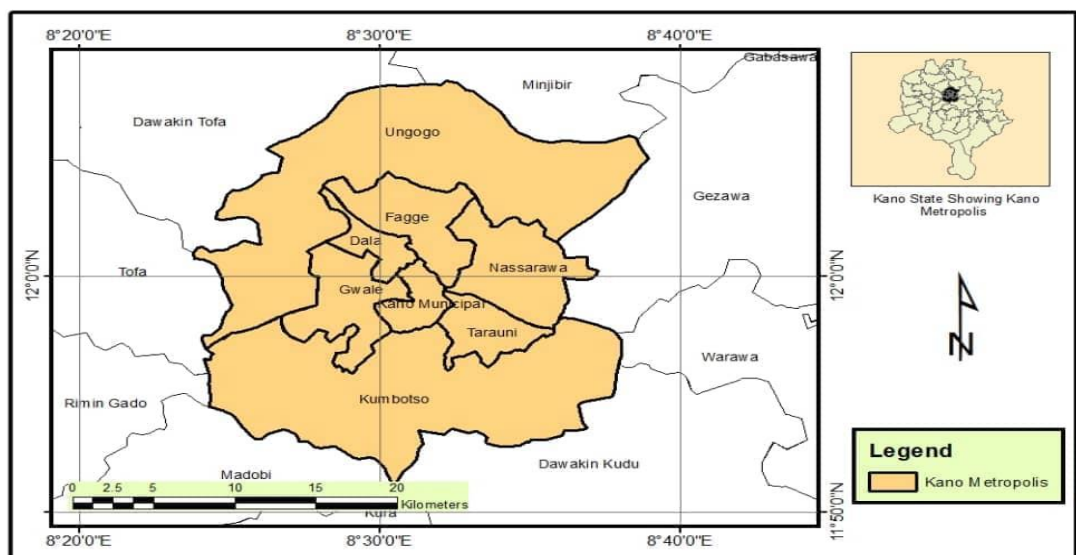 8°20'0"E
8°30'0"E
8°40'0"E
Gabasawa
Minjibir
Dawakin Tofa
Ungogo
Gezawa
Fagge
Dala
Nassarawa
Tofa
12°0'0"N
12°0'0"N
Gwale
Kano Municipal
Tarauni
Warawa
Rimin Gado
Kumbotso
Dawakin Kudu
Madobi
0 2.5 5 10 15 20
Kilometers
Kura
11°50'0"N
8°20'0"E
8°30'0"E
8°40'0"E
Kano State Showing Kano
Metropolis
N
Legend
Kano Metropolis